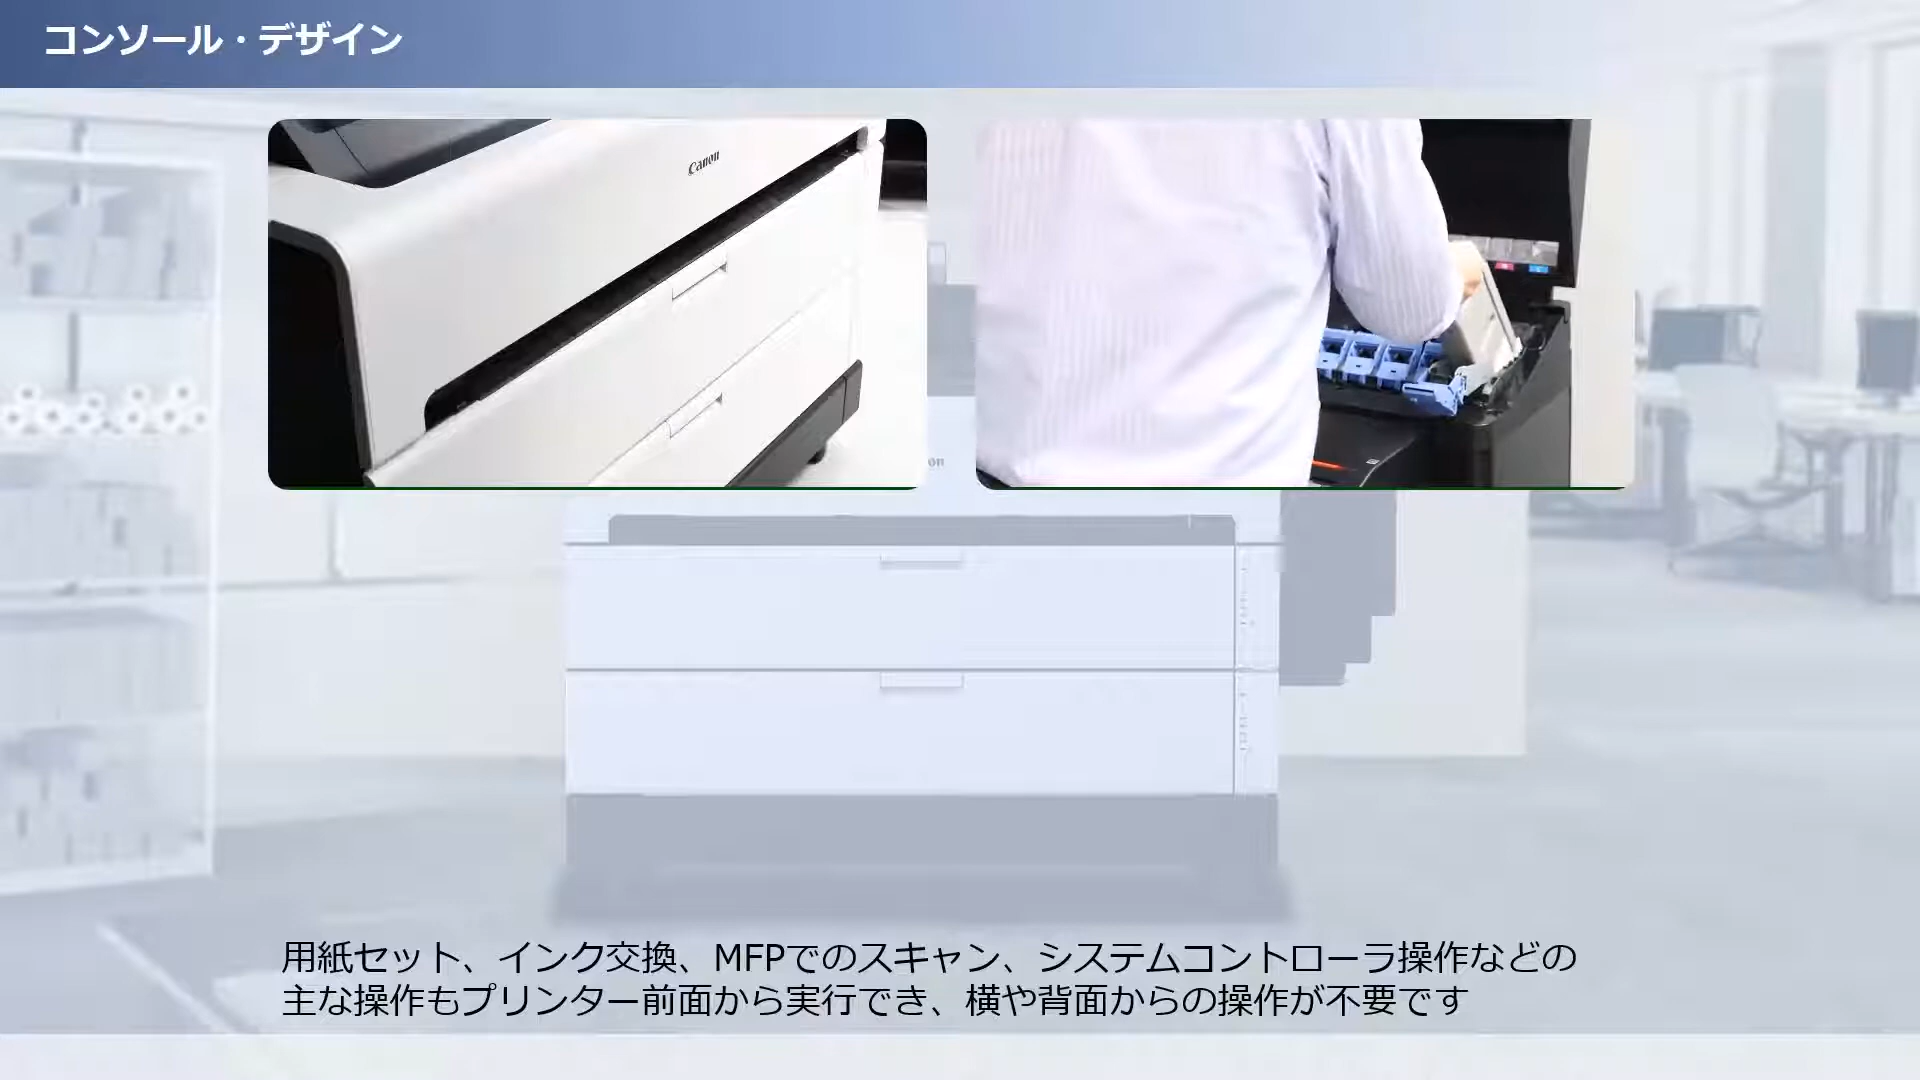 コンソール・デザイン
Canon
on
用紙セット、インク交換、MFPでのスキャン、システムコントローラ操作などの
主な操作もプリンター前面から実行でき、横や背面からの操作が不要です